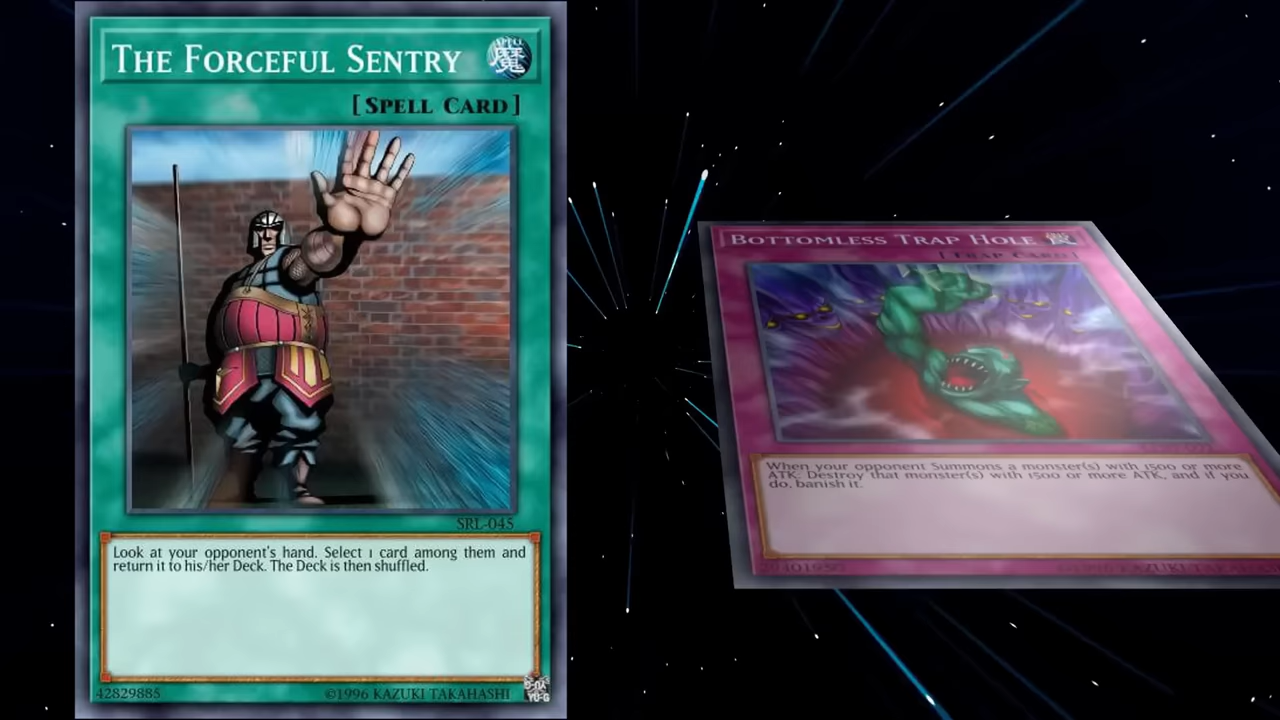 The Forceful Sentry
[Spell Card]
SRL-045
Look at your opponent's hand. Select 1 card among them and
return it to his/her Deck. The Deck is then shuffled.
42829885
©1996 KAZUKI TAKAHASHI
Bottomless Trap Hole
[Trap Card]
When your opponent Summons a monster(s) with 1500 or more
ATK: Destroy that monster(s) with 1500 or more ATK, and if you
do, banish it.